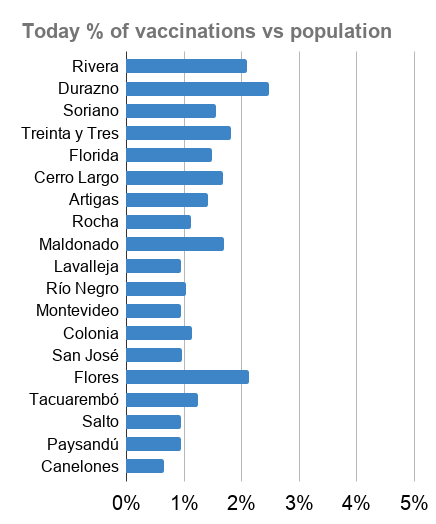 Today % of vaccinations vs population
Rivera
Durazno
Soriano
Treinta y Tres
Florida
Cerro Largo
Artigas
Rocha
Maldonado
Lavalleja
Río Negro
Montevideo
Colonia
San José
Flores
Tacuarembó
Salto
Paysandú
Canelones
0% 1% 2% 3% 4% 5%